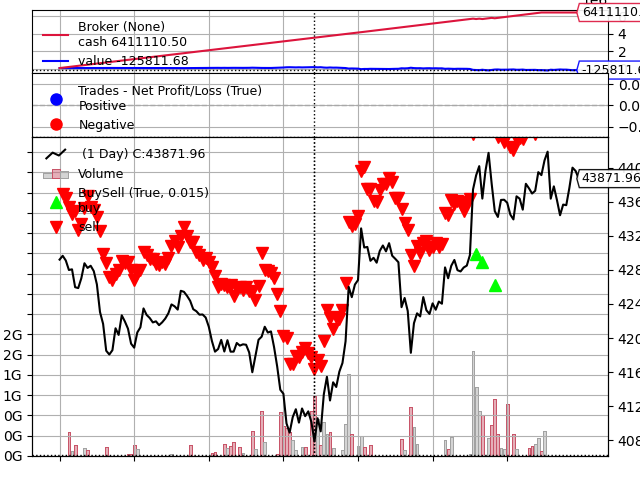 Broker (None)
cash 6411110.50
value 125811.68
6411110.
4
2
-125811.6
Trades - Net Profit/Loss (True)
Positive
Negative
0.0
0.0
−0.
(1 Day) C:43871.96
Volume
BuySell (True, 0.015)
buy
sell
440
43871.96
436
432
428
424
420
416
412
408
2G
2G
1G
1G
0G
0G
0G